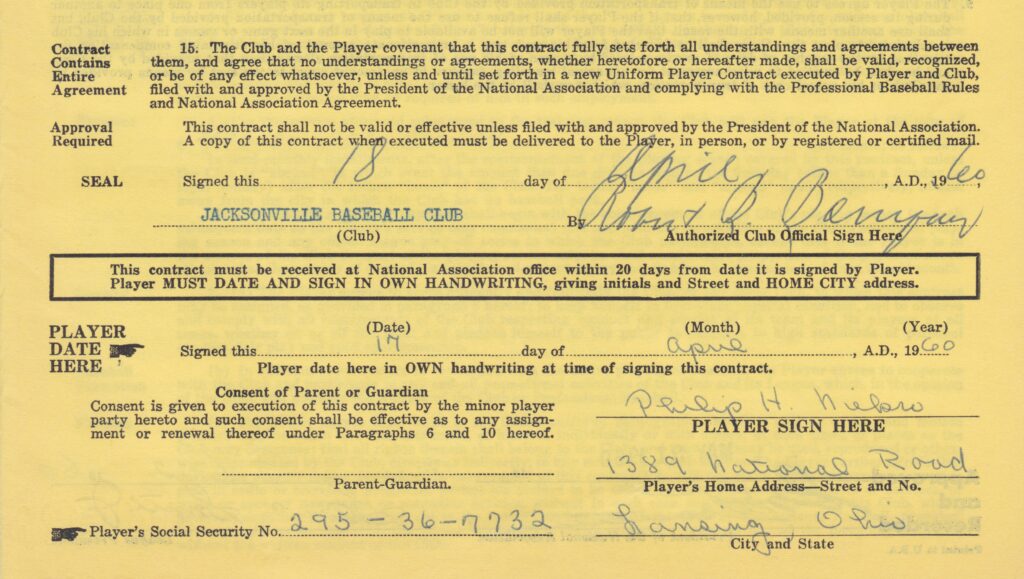 Contract Contains Entire Agreement
15. The Club and the Player covenant that this contract fully sets forth all understandings and agreements between
them, and agree that no understandings or agreements, whether heretofore or hereafter made, shall be valid, recognized,
or be of any effect whatsoever, unless and until set forth in a new Uniform Player Contract executed by Player and Club,
filed with and approved by the President of the National Association and complying with the Professional Baseball Rules
and National Association Agreement.
Approval Required
This contract shall not be valid or effective unless filed with and approved by the President of the National Association.
A copy of this contract when executed must be delivered to the Player, in person, or by registered or certified mail.
SEAL Signed this 18 day of April, A.D., 1960,
JACKSONVILLE BASEBALL CLUB By Robert R.
(Club) Authorized Club Official Sign Here
This contract must be received at National Association office within 20 days from date it is signed by Player.
Player MUST DATE AND SIGN IN OWN HANDWRITING, giving initials and Street and HOME CITY address.
PLAYER DATE HERE
(Date) (Month) (Year)
Signed this 17 day of April, A.D., 1960
Player date here in OWN handwriting at time of signing this contract.
Consent of Parent or Guardian
Consent is given to execution of this contract by the minor player
party hereto and such consent shall be effective as to any assign-
ment or renewal thereof under Paragraphs 6 and 10 hereof.
Parent-Guardian.
Philip H. Niekro
PLAYER SIGN HERE
1389 National Road
Player's Home Address—Street and No.
Player's Social Security No. 295-36-7732
Lansing, Ohio
City and State